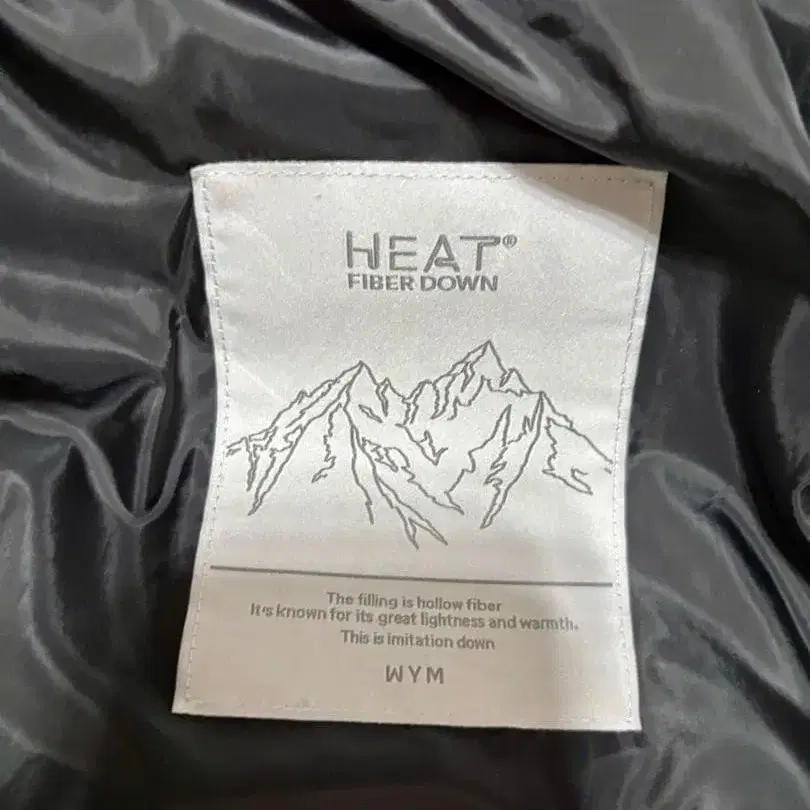 HEAT®
FIBER DOWN
The filling is hollow fiber
It's known for its great lightness and warmth.
This is imitation down
WYM